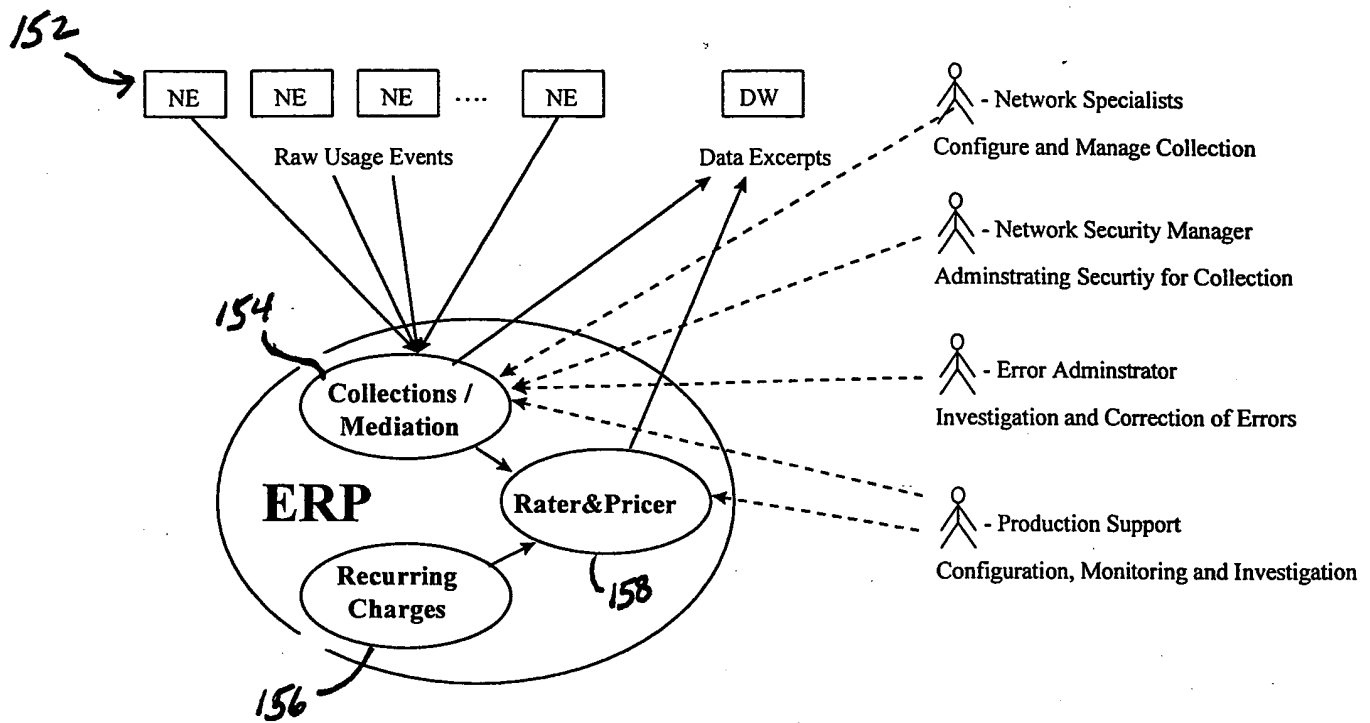 152
NE NE NE .... NE DW
Raw Usage Events
Data Excerpts
- Network Specialists
Configure and Manage Collection
- Network Security Manager
Adminstrating Securtiy for Collection
- Error Adminstrator
Investigation and Correction of Errors
- Production Support
Configuration, Monitoring and Investigation
154
Collections /
Mediation
ERP
Rater&Pricer
158
Recurring
Charges
156